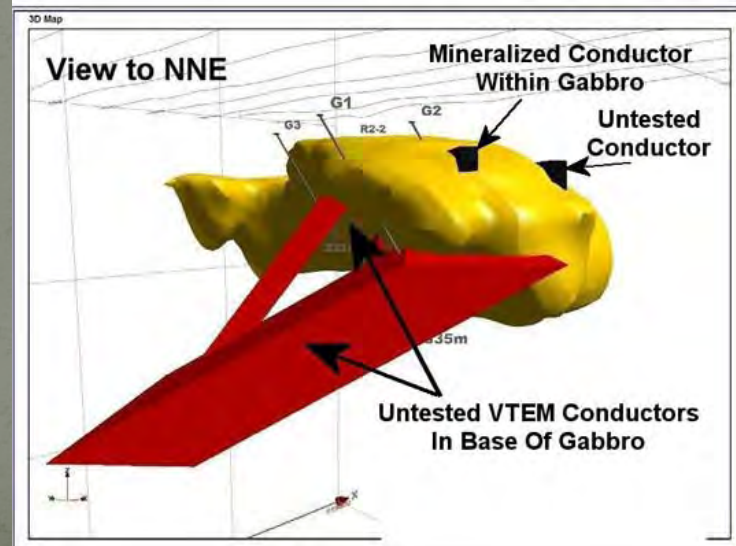 3D Map
View to NNE
Mineralized Conductor
Within Gabbro
Untested
Conductor
G1
G2
G3
R2-2
335m
Untested VTEM Conductors
In Base Of Gabbro
Z
X